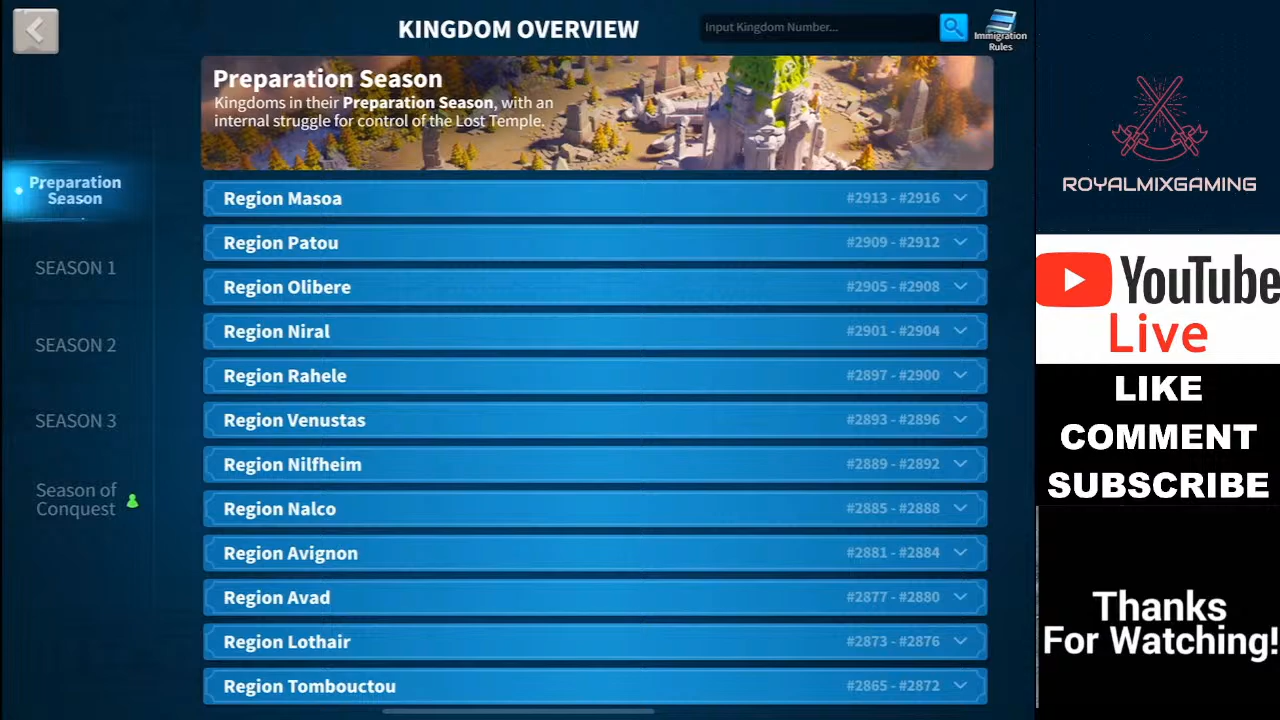 KINGDOM OVERVIEW
Input Kingdom Number...
Immigration
Rules
Preparation Season
Kingdoms in their Preparation Season, with an
internal struggle for control of the Lost Temple.
Preparation
Season
SEASON 1
SEASON 2
SEASON 3
Season of
Conquest
Region Masoa #2913 - #2916
Region Patou #2909 - #2912
Region Olibere #2905 - #2908
Region Niral #2901 - #2904
Region Rahele #2897 - #2900
Region Venustas #2893 - #2896
Region Nilfheim #2889 - #2892
Region Nalco #2885 - #2888
Region Avignon #2881 - #2884
Region Avad #2877 - #2880
Region Lothair #2873 - #2876
Region Tombouctou #2865 - #2872
ROYALMIXGAMING
YouTube
Live
LIKE
COMMENT
SUBSCRIBE
Thanks
For Watching!